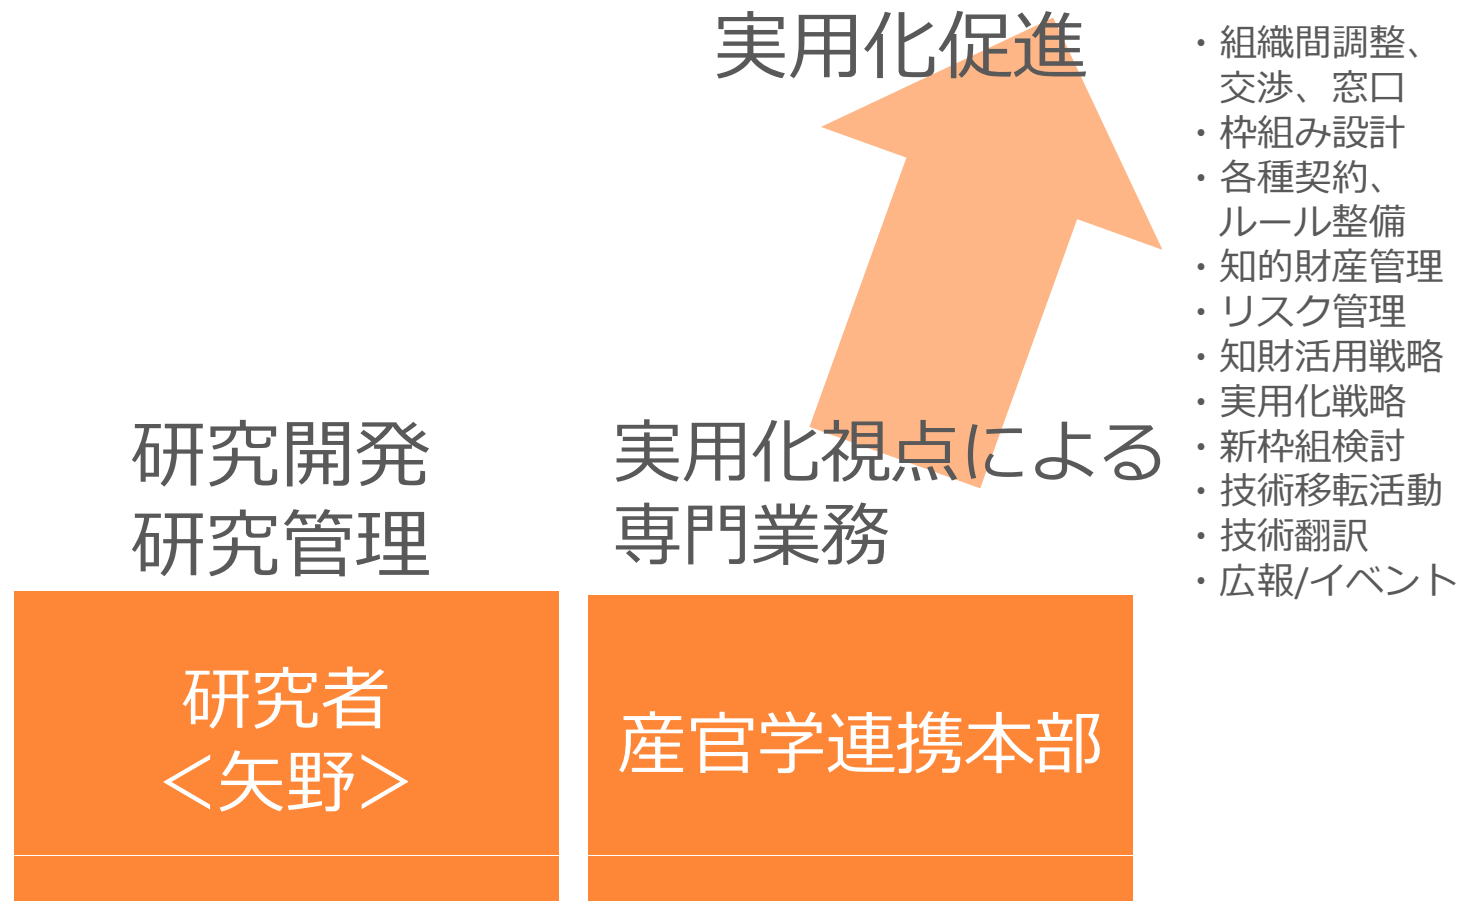 実用化促進
・組織間調整、
交渉、窓口
・枠組み設計
・各種契約、
ルール整備
・知的財産管理
・リスク管理
・知財活用戦略
・実用化戦略
・新枠組検討
・技術移転活動
・技術翻訳
・広報/イベント
研究開発
研究管理
実用化視点による
専門業務
研究者
＜矢野＞
産官学連携本部